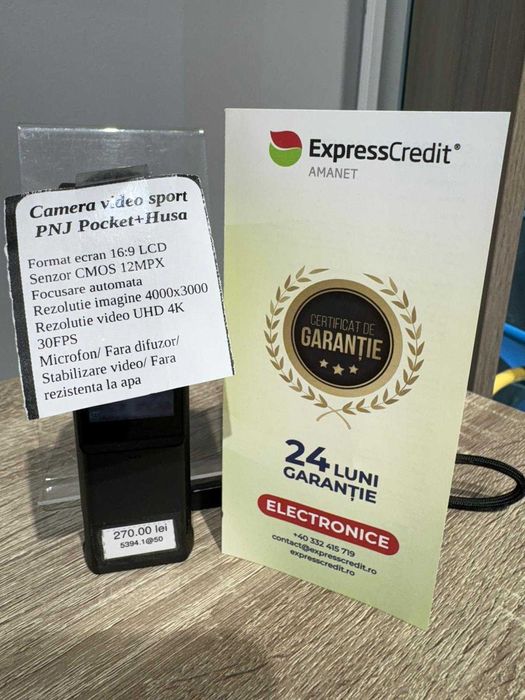 Camera video sport
PNJ Pocket+Husa
Format ecran 16:9 LCD
Senzor CMOS 12MPX
Focusare automata
Rezolutie imagine 4000x3000
Rezolutie video UHD 4K
30FPS
Microfon/ Fara difuzor/
Stabilizare video/ Fara
rezistenta la apa
270.00 lei
5394.1@50
ExpressCredit®
AMANET
CERTIFICAT DE
GARANȚIE
24 LUNI
GARANȚIE
ELECTRONICE
+40 332 415 719
contact@expresscredit.ro
expresscredit.ro